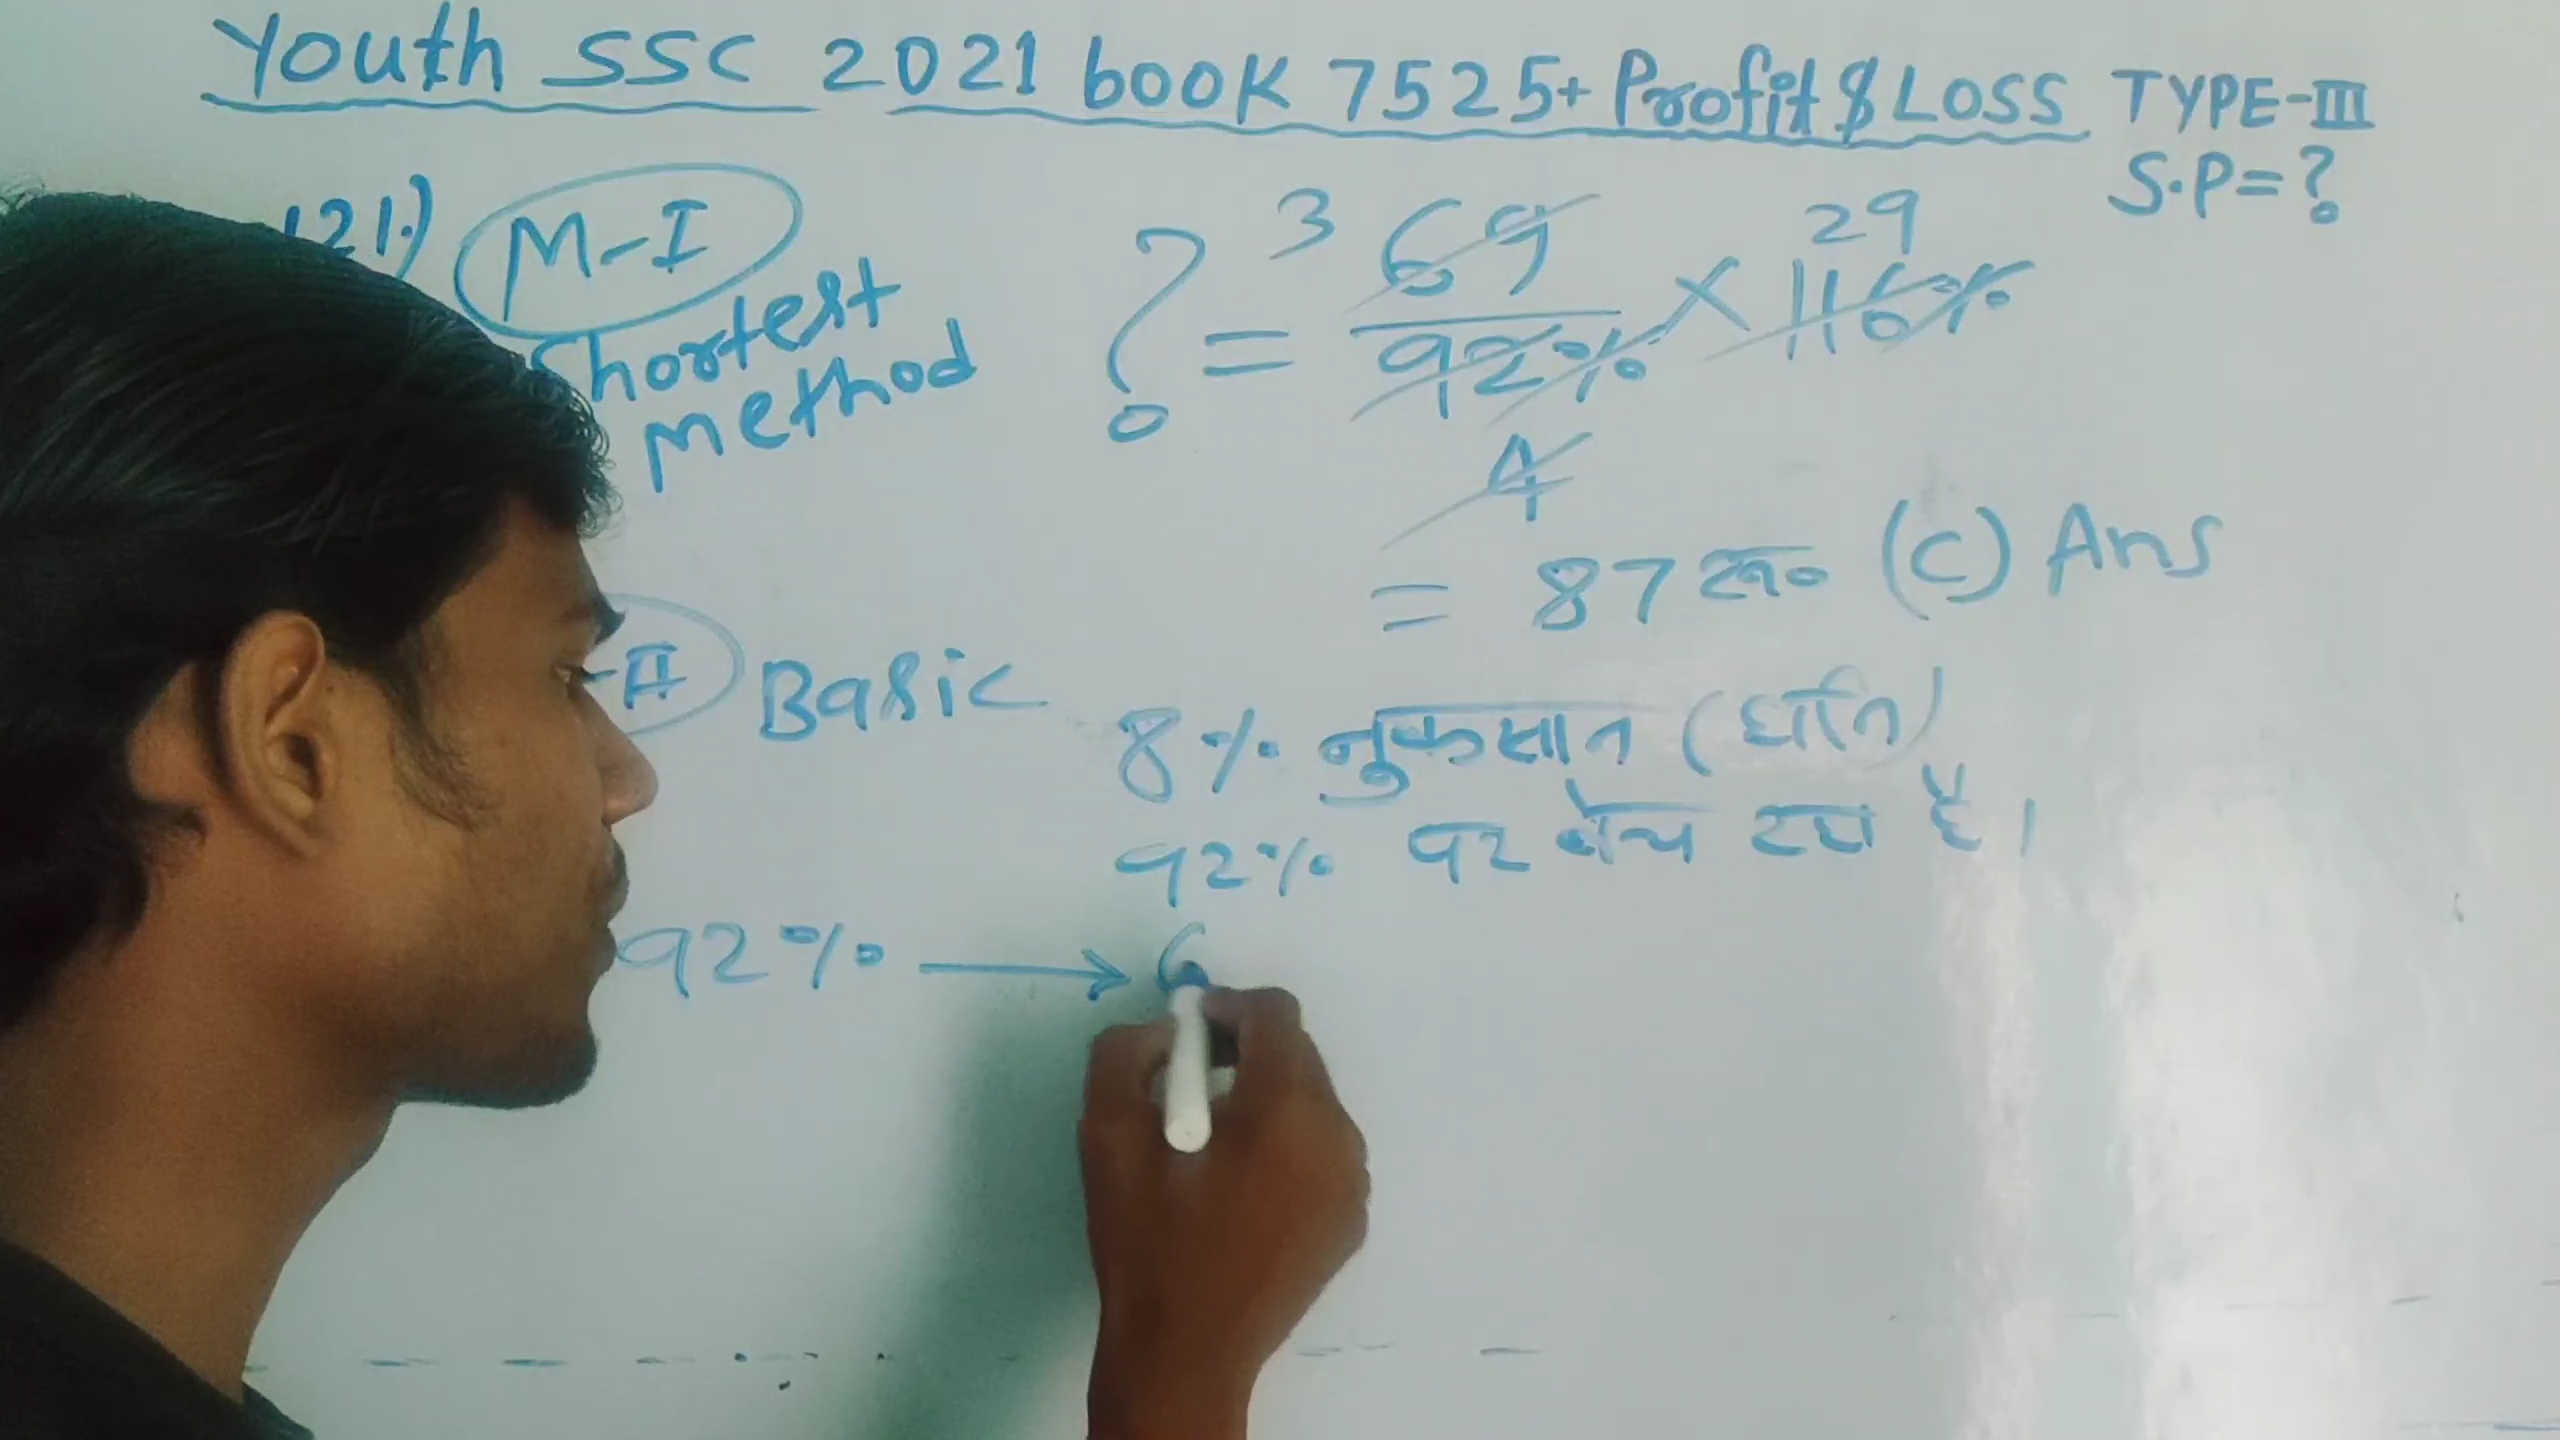 Youth SSC 2021 book 7525+ Profit $ LOSS TYPE-III
S.P=?
121.) M-I
Shortest
method
? = 69/92% × 116%
3 29
4
= 87 रू० (C) Ans
-II Basic
8% नुकसान (हानि)
92% पर बेच रहा है।
92% → 6